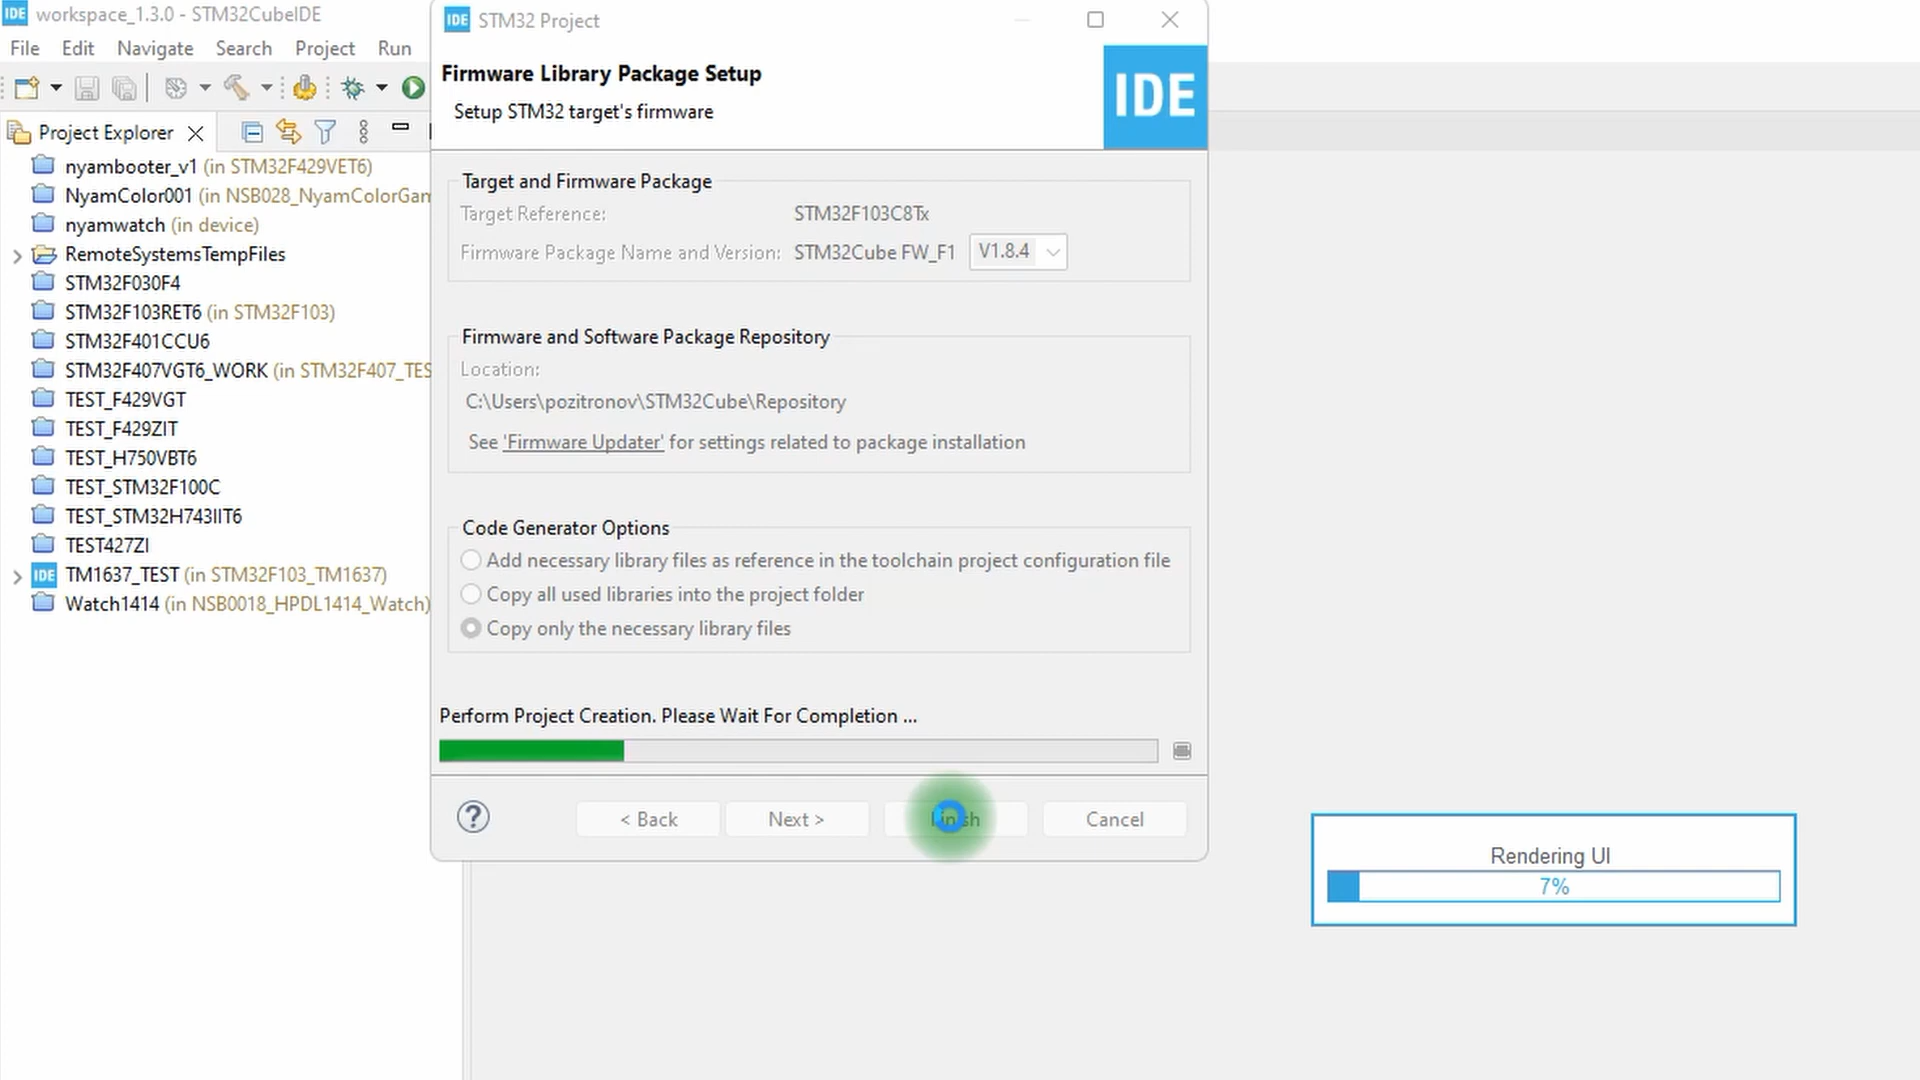 IDE workspace_1.3.0 - STM32CubeIDE
File Edit Navigate Search Project Run
Project Explorer
nyambooter_v1 (in STM32F429VET6)
NyamColor001 (in NSB028_NyamColorGam
nyamwatch (in device)
RemoteSystemsTempFiles
STM32F030F4
STM32F103RET6 (in STM32F103)
STM32F401CCU6
STM32F407VGT6_WORK (in STM32F407_TES
TEST_F429VGT
TEST_F429ZIT
TEST_H750VBT6
TEST_STM32F100C
TEST_STM32H743IIT6
TEST427ZI
IDE TM1637_TEST (in STM32F103_TM1637)
Watch1414 (in NSB0018_HPDL1414_Watch)
IDE STM32 Project
Firmware Library Package Setup
Setup STM32 target's firmware
IDE
Target and Firmware Package
Target Reference: STM32F103C8Tx
Firmware Package Name and Version: STM32Cube FW_F1 V1.8.4
Firmware and Software Package Repository
Location:
C:\Users\pozitronov\STM32Cube\Repository
See 'Firmware Updater' for settings related to package installation
Code Generator Options
Add necessary library files as reference in the toolchain project configuration file
Copy all used libraries into the project folder
Copy only the necessary library files
Perform Project Creation. Please Wait For Completion ...
? < Back Next > Finish Cancel
Rendering UI
7%